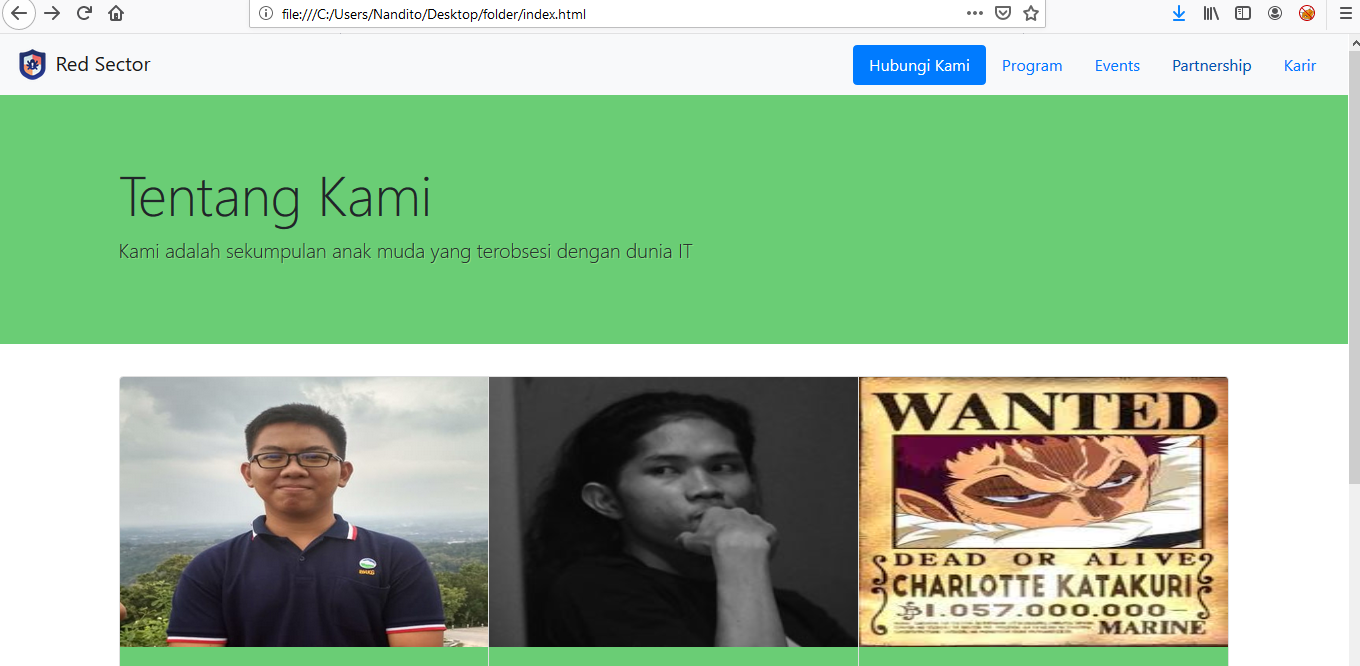 file:///C:/Users/Nandito/Desktop/folder/index.html
Red Sector
Hubungi Kami Program Events Partnership Karir
Tentang Kami
Kami adalah sekumpulan anak muda yang terobsesi dengan dunia IT
WANTED
DEAD OR ALIVE
CHARLOTTE KATAKURI
1.057.000.000
MARINE